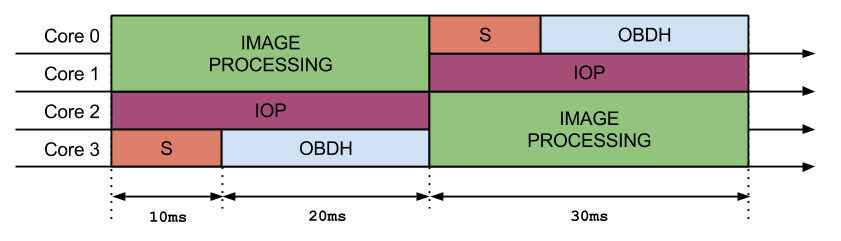 Core 0
IMAGE
PROCESSING
S
OBDH
Core 1
IOP
Core 2
IOP
IMAGE
PROCESSING
Core 3
S
OBDH
10ms
20ms
30ms